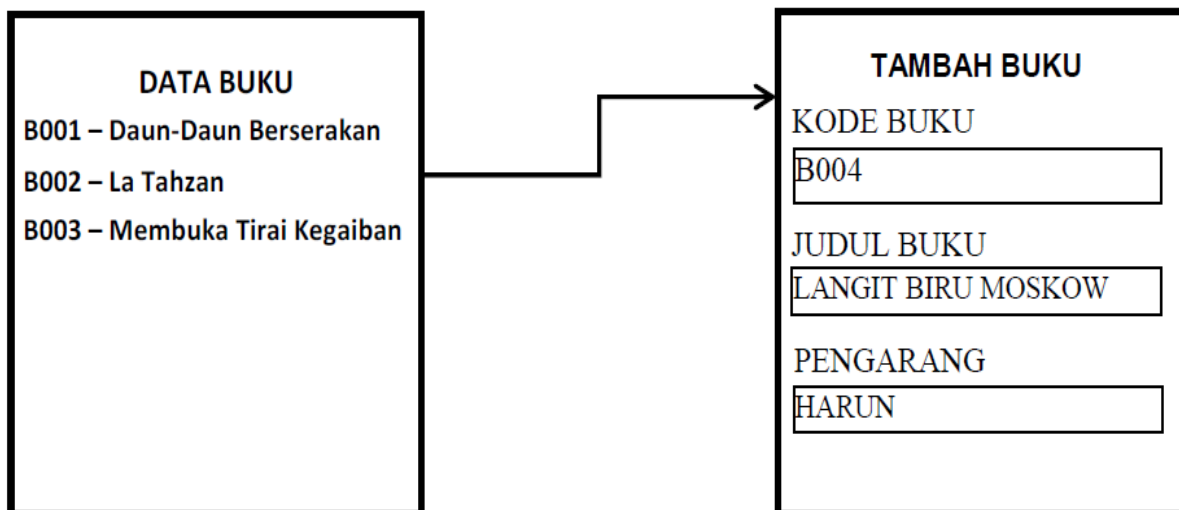 DATA BUKU
B001 – Daun-Daun Berserakan
B002 – La Tahzan
B003 – Membuka Tirai Kegaiban
TAMBAH BUKU
KODE BUKU
B004
JUDUL BUKU
LANGIT BIRU MOSKOW
PENGARANG
HARUN